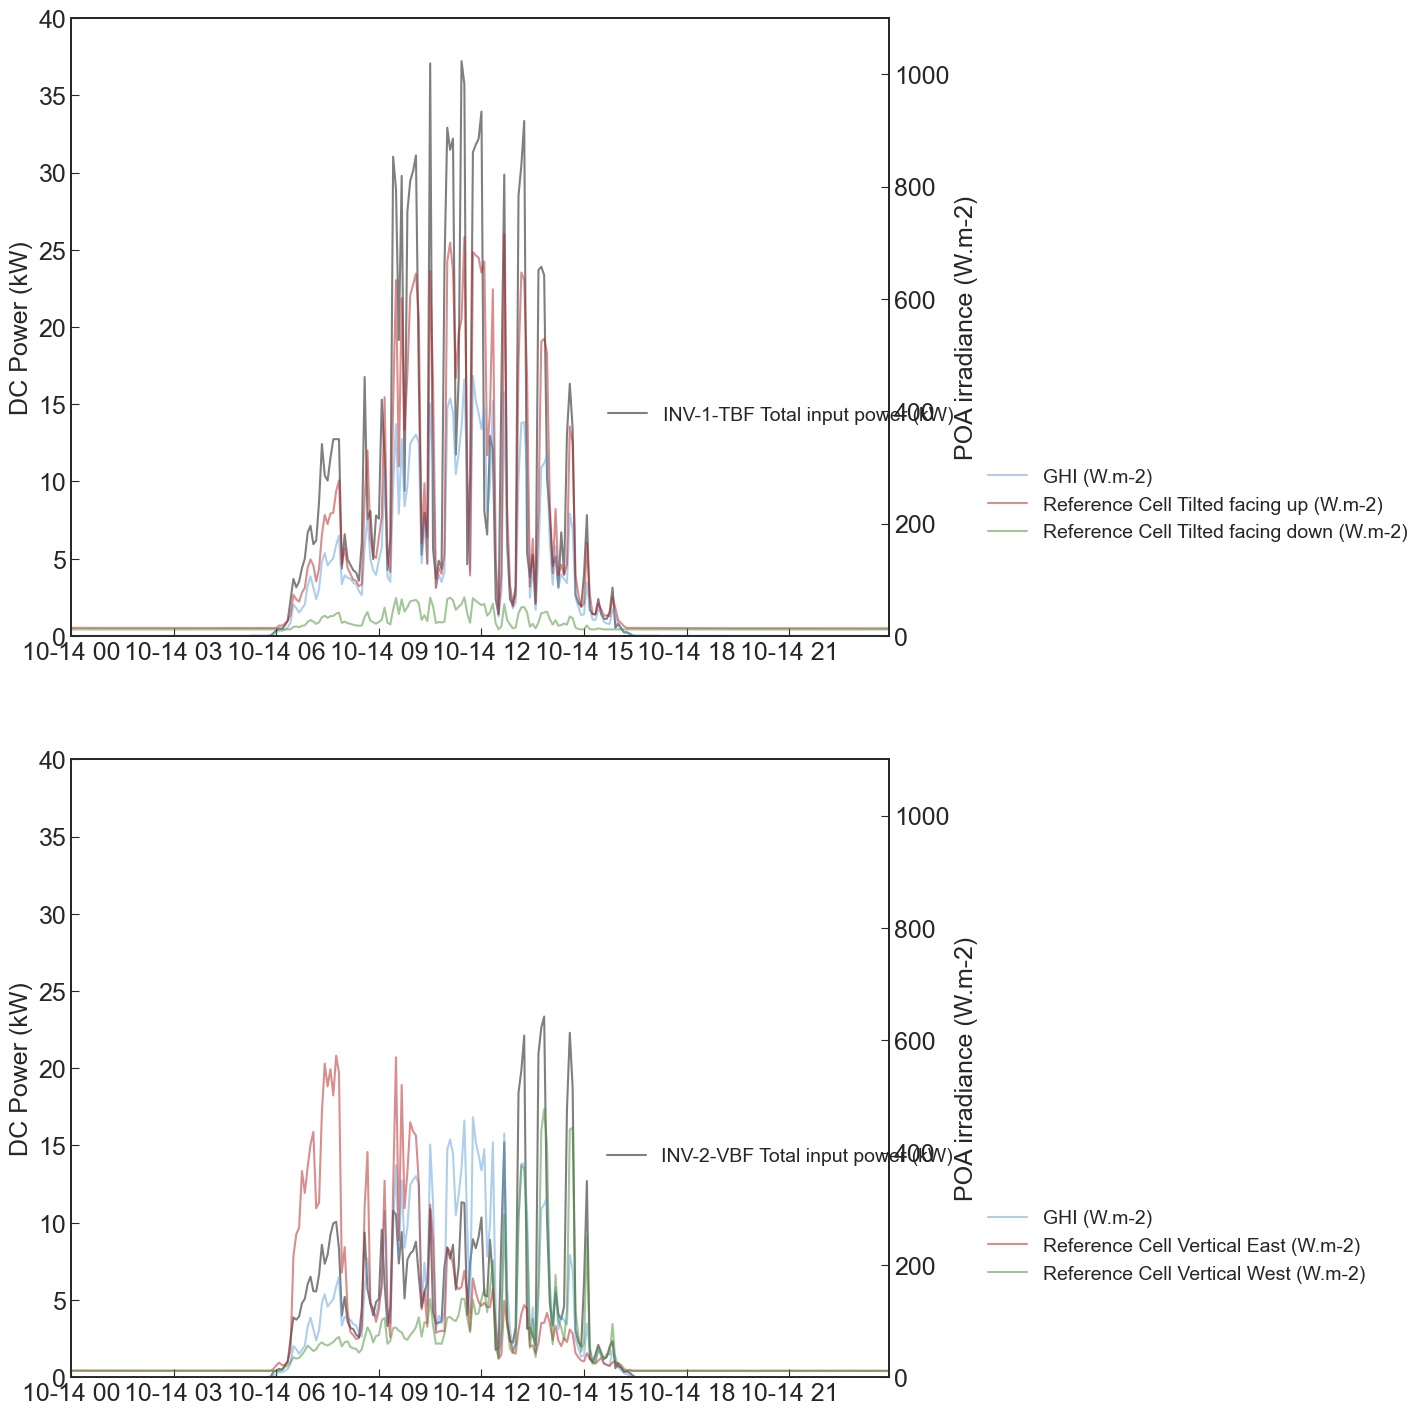 40
35
30
25
20
15
10
5
0
DC Power (kW)
1000
800
600
400
200
0
POA irradiance (W.m-2)
INV-1-TBF Total input power (kW)
GHI (W.m-2)
Reference Cell Tilted facing up (W.m-2)
Reference Cell Tilted facing down (W.m-2)
10-14 00 10-14 03 10-14 06 10-14 09 10-14 12 10-14 15 10-14 18 10-14 21
40
35
30
25
20
15
10
5
0
DC Power (kW)
1000
800
600
400
200
0
POA irradiance (W.m-2)
INV-2-VBF Total input power (kW)
GHI (W.m-2)
Reference Cell Vertical East (W.m-2)
Reference Cell Vertical West (W.m-2)
10-14 00 10-14 03 10-14 06 10-14 09 10-14 12 10-14 15 10-14 18 10-14 21